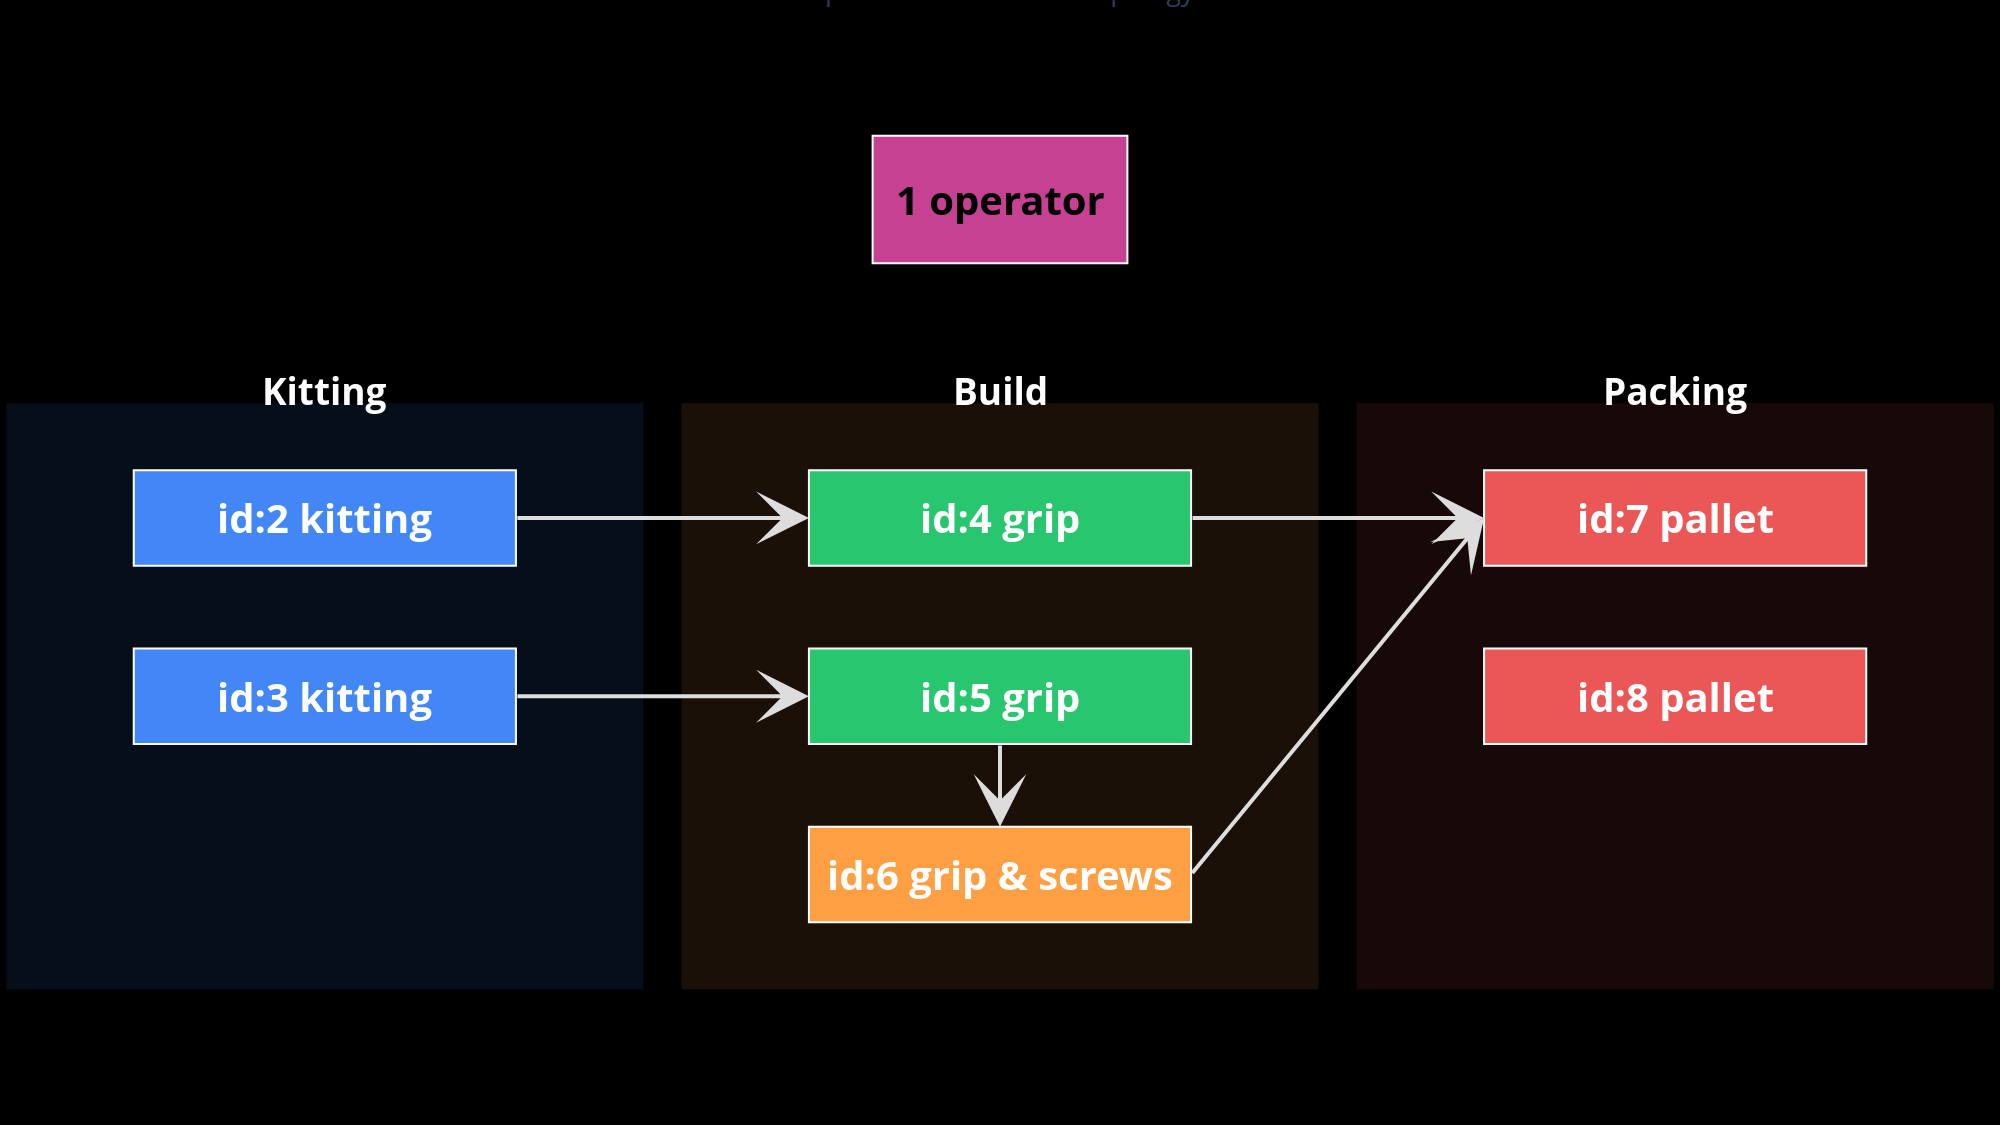 1 operator
Kitting
Build
Packing
id:2 kitting
id:4 grip
id:7 pallet
id:3 kitting
id:5 grip
id:8 pallet
id:6 grip & screws